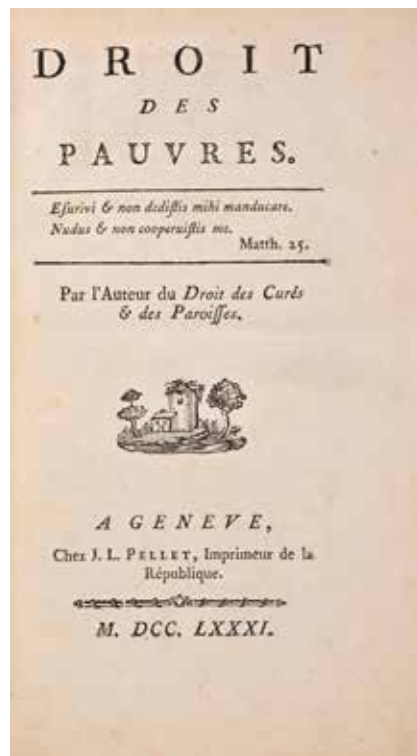 DROIT
DES
PAUVRES.
Eſurivi & non dediſtis mihi manducare.
Nudus & non cooperuiſtis me.
Matth. 25.
Par l'Auteur du Droit des Curés
& des Paroiſſes.
A GENEVE,
Chez J. L. PELLET, Imprimeur de la
République.
M. DCC. LXXXI.